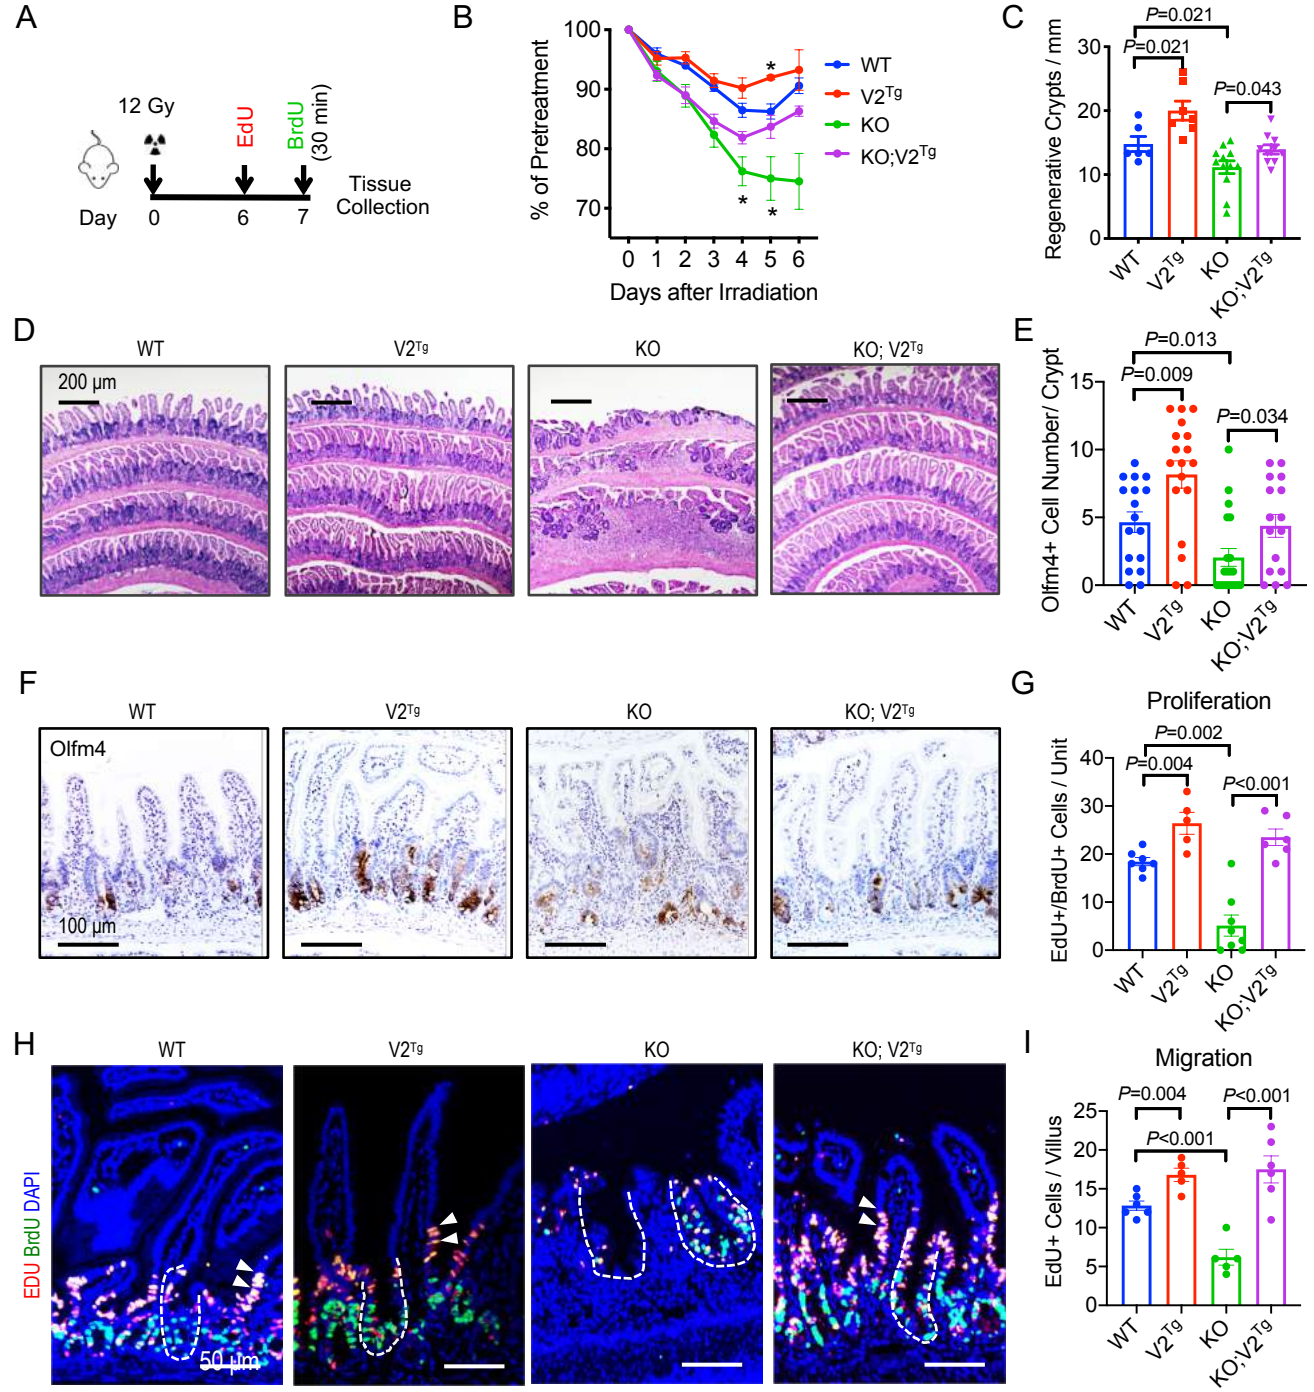 A
12 Gy
EdU
BrdU
(30 min)
Day
0
6
7
Tissue
Collection
B
% of Pretreatment
100
90
80
70
*
*
*
0 1 2 3 4 5 6
Days after Irradiation
WT
V2Tg
KO
KO;V2Tg
C
Regenerative Crypts / mm
P=0.021
P=0.021
P=0.043
30
20
10
0
WT
V2Tg
KO
KO;V2Tg
D
WT
V2Tg
KO
KO; V2Tg
200 μm
E
Olfm4+ Cell Number/ Crypt
P=0.013
P=0.009
P=0.034
15
10
5
0
WT
V2Tg
KO
KO;V2Tg
F
WT
V2Tg
KO
KO; V2Tg
Olfm4
100 μm
G
Proliferation
EdU+/BrdU+ Cells / Unit
P=0.002
P=0.004
P<0.001
40
30
20
10
0
WT
V2Tg
KO
KO;V2Tg
H
WT
V2Tg
KO
KO; V2Tg
EDU BrdU DAPI
50 μm
I
Migration
EdU+ Cells / Villus
P=0.004
P<0.001
P<0.001
25
20
15
10
5
0
WT
V2Tg
KO
KO;V2Tg